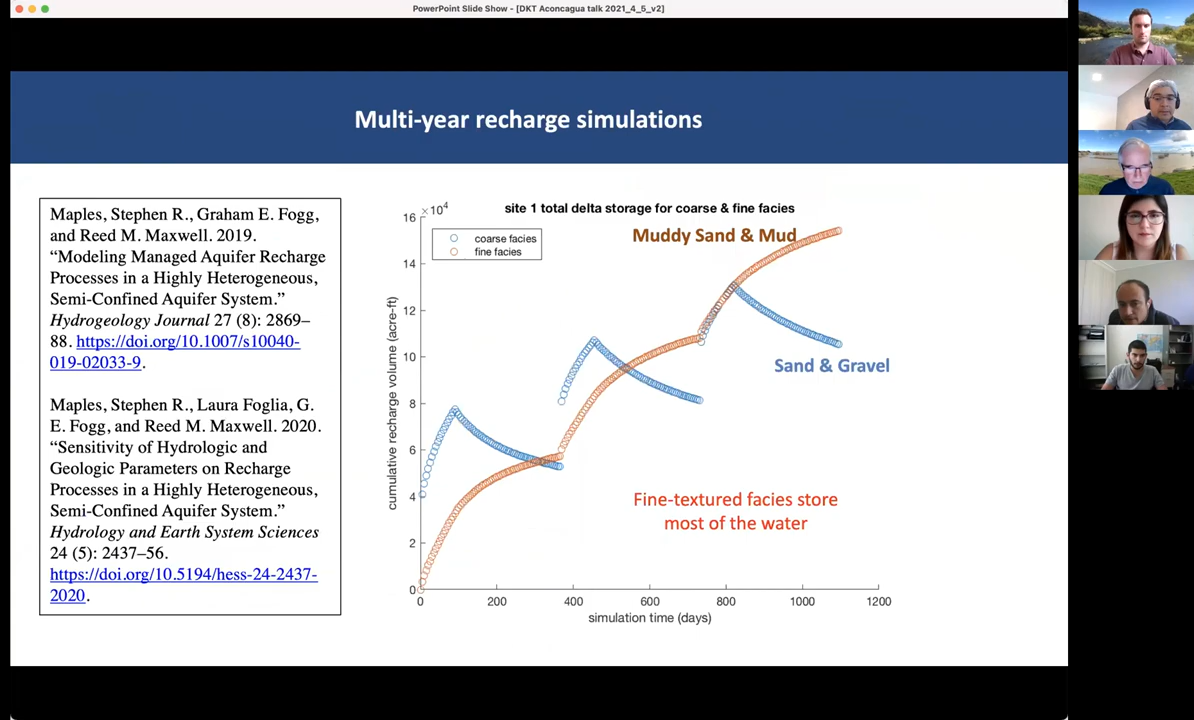 PowerPoint Slide Show - [DKT Aconcagua talk 2021_4_5_v2]
Multi-year recharge simulations
Maples, Stephen R., Graham E. Fogg,
and Reed M. Maxwell. 2019.
“Modeling Managed Aquifer Recharge
Processes in a Highly Heterogeneous,
Semi-Confined Aquifer System.”
Hydrogeology Journal 27 (8): 2869–
88. https://doi.org/10.1007/s10040-
019-02033-9.
Maples, Stephen R., Laura Foglia, G.
E. Fogg, and Reed M. Maxwell. 2020.
“Sensitivity of Hydrologic and
Geologic Parameters on Recharge
Processes in a Highly Heterogeneous,
Semi-Confined Aquifer System.”
Hydrology and Earth System Sciences
24 (5): 2437–56.
https://doi.org/10.5194/hess-24-2437-
2020.
site 1 total delta storage for coarse & fine facies
×10⁴
16
14
12
10
8
6
4
2
0
cumulative recharge volume (acre-ft)
coarse facies
fine facies
Muddy Sand & Mud
Sand & Gravel
Fine-textured facies store
most of the water
0 200 400 600 800 1000 1200
simulation time (days)